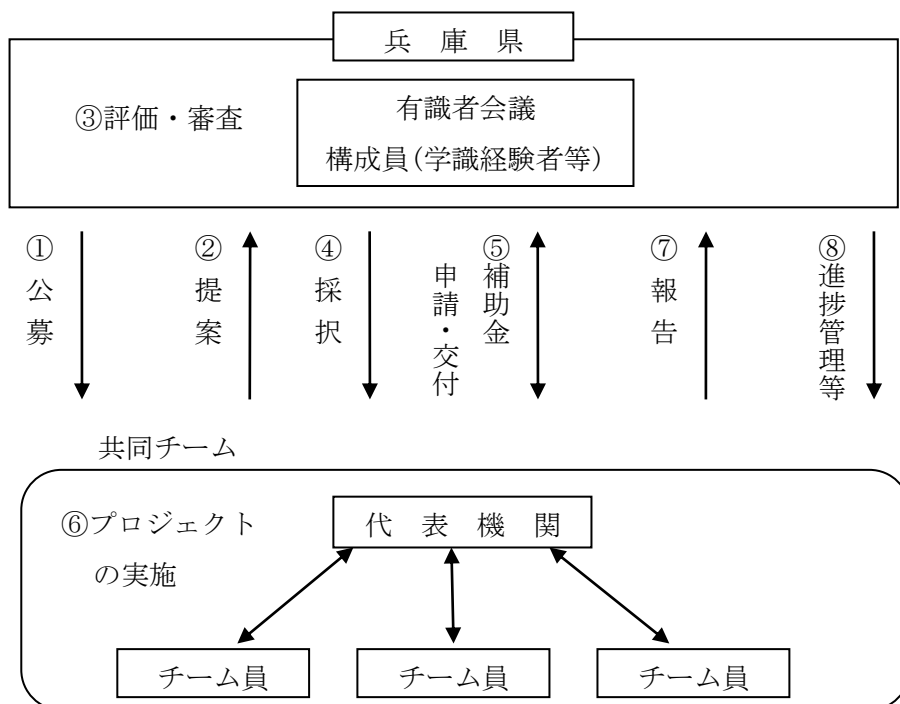 兵庫県
③評価・審査
有識者会議
構成員(学識経験者等)
①公募
②提案
④採択
⑤補助金
申請・交付
⑦報告
⑧進捗管理等
共同チーム
⑥プロジェクト
の実施
代表機関
チーム員
チーム員
チーム員